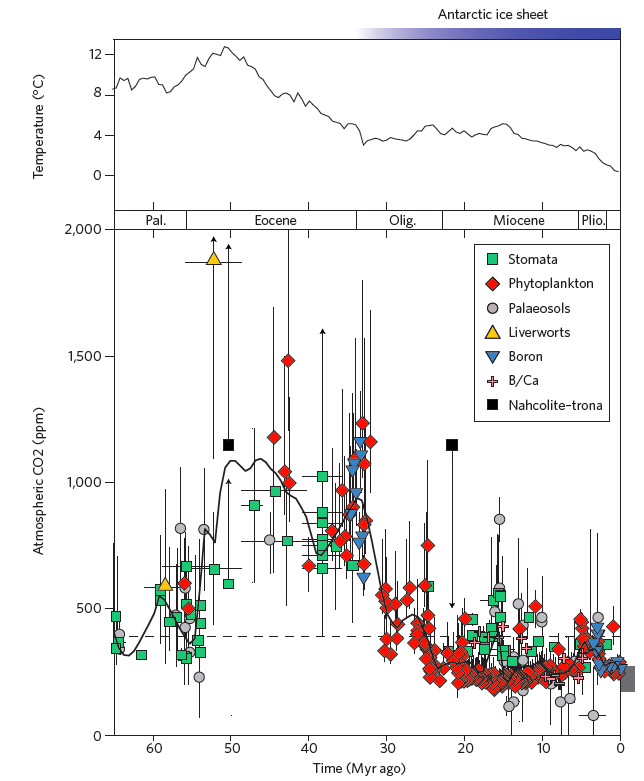 Antarctic ice sheet
12
8
4
0
Temperature (°C)
Pal. Eocene Olig. Miocene Plio.
2,000
1,500
1,000
500
0
Atmospheric CO2 (ppm)
Stomata
Phytoplankton
Palaeosols
Liverworts
Boron
B/Ca
Nahcolite–trona
60 50 40 30 20 10 0
Time (Myr ago)